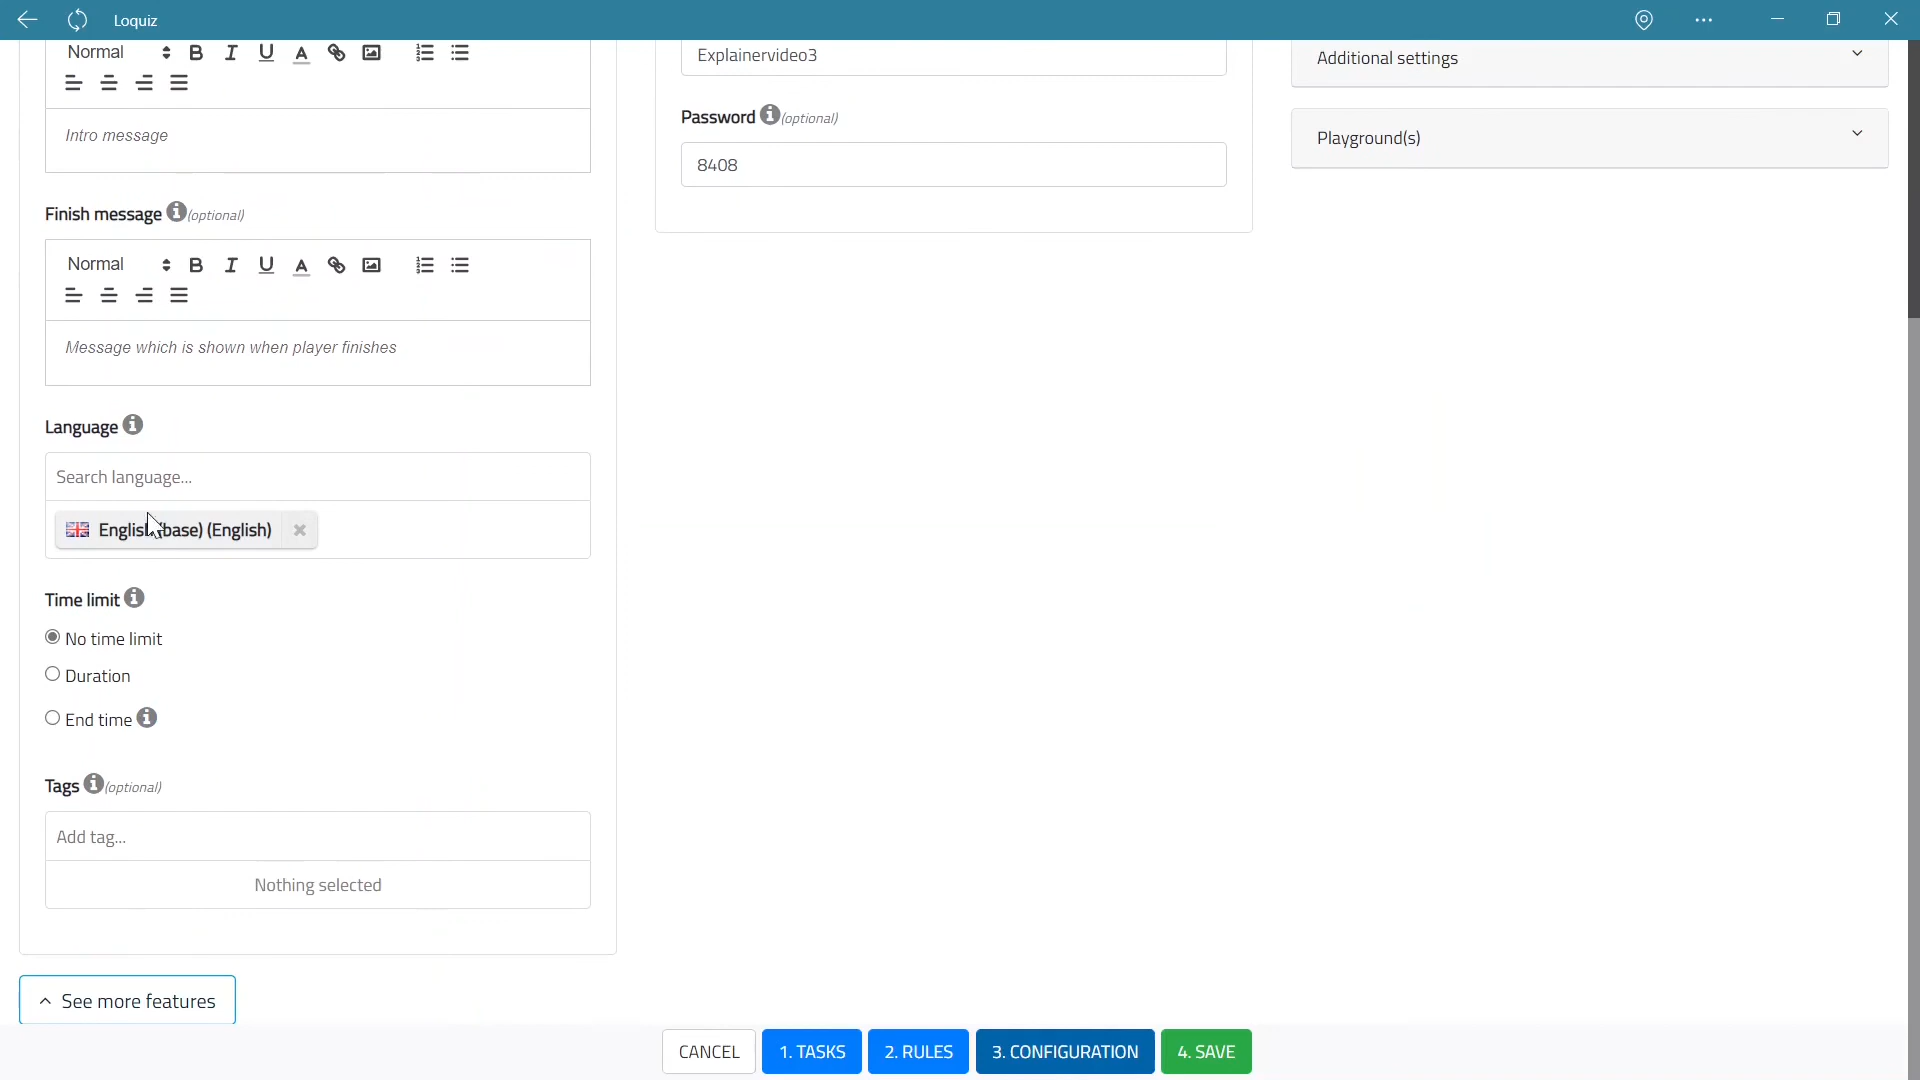 Loquiz
Normal
Intro message
Finish message (optional)
Normal
Message which is shown when player finishes
Language
Search language...
English (base) (English)
Time limit
No time limit
Duration
End time
Tags (optional)
Add tag...
Nothing selected
See more features
Explainervideo3
Password (optional)
8408
Additional settings
Playground(s)
CANCEL
1. TASKS
2. RULES
3. CONFIGURATION
4. SAVE